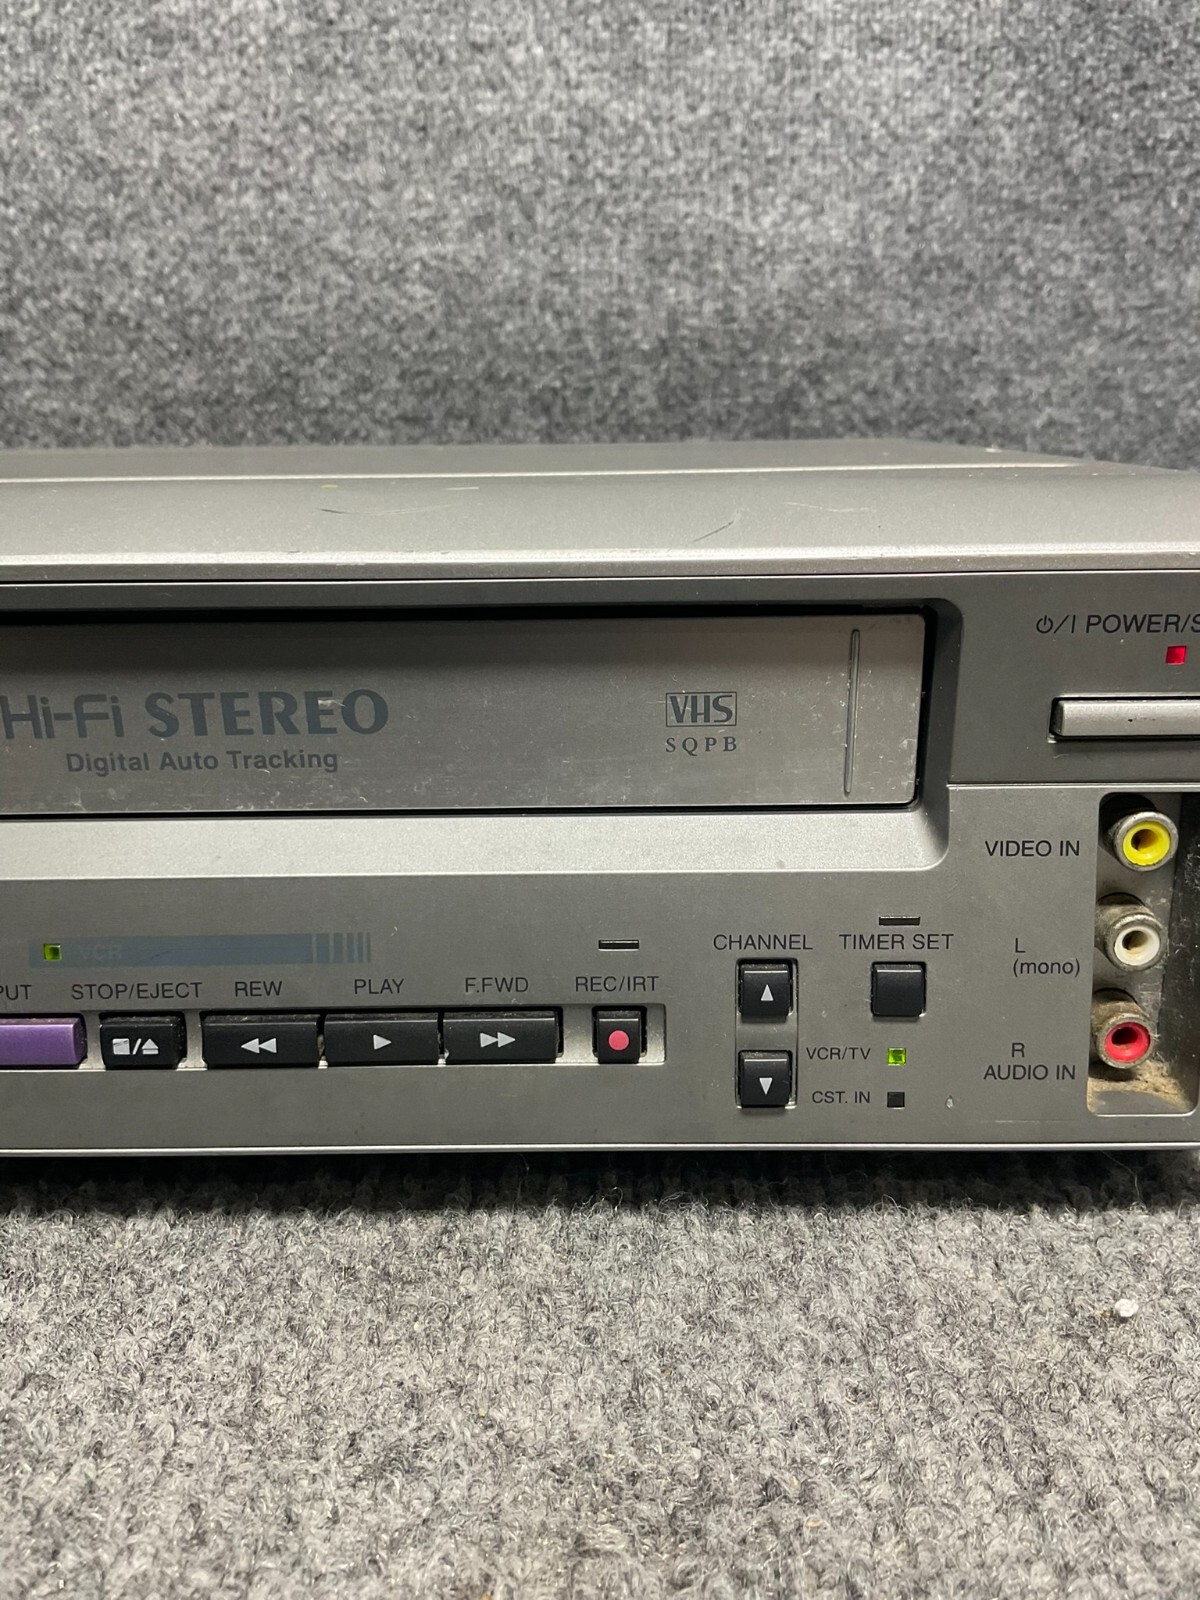 Hi-Fi STEREO
Digital Auto Tracking
VHS
SQPB
⏻/I POWER/S
VIDEO IN
L
(mono)
R
AUDIO IN
VCR
PUT
STOP/EJECT
REW
PLAY
F.FWD
REC/IRT
CHANNEL
TIMER SET
VCR/TV
CST. IN